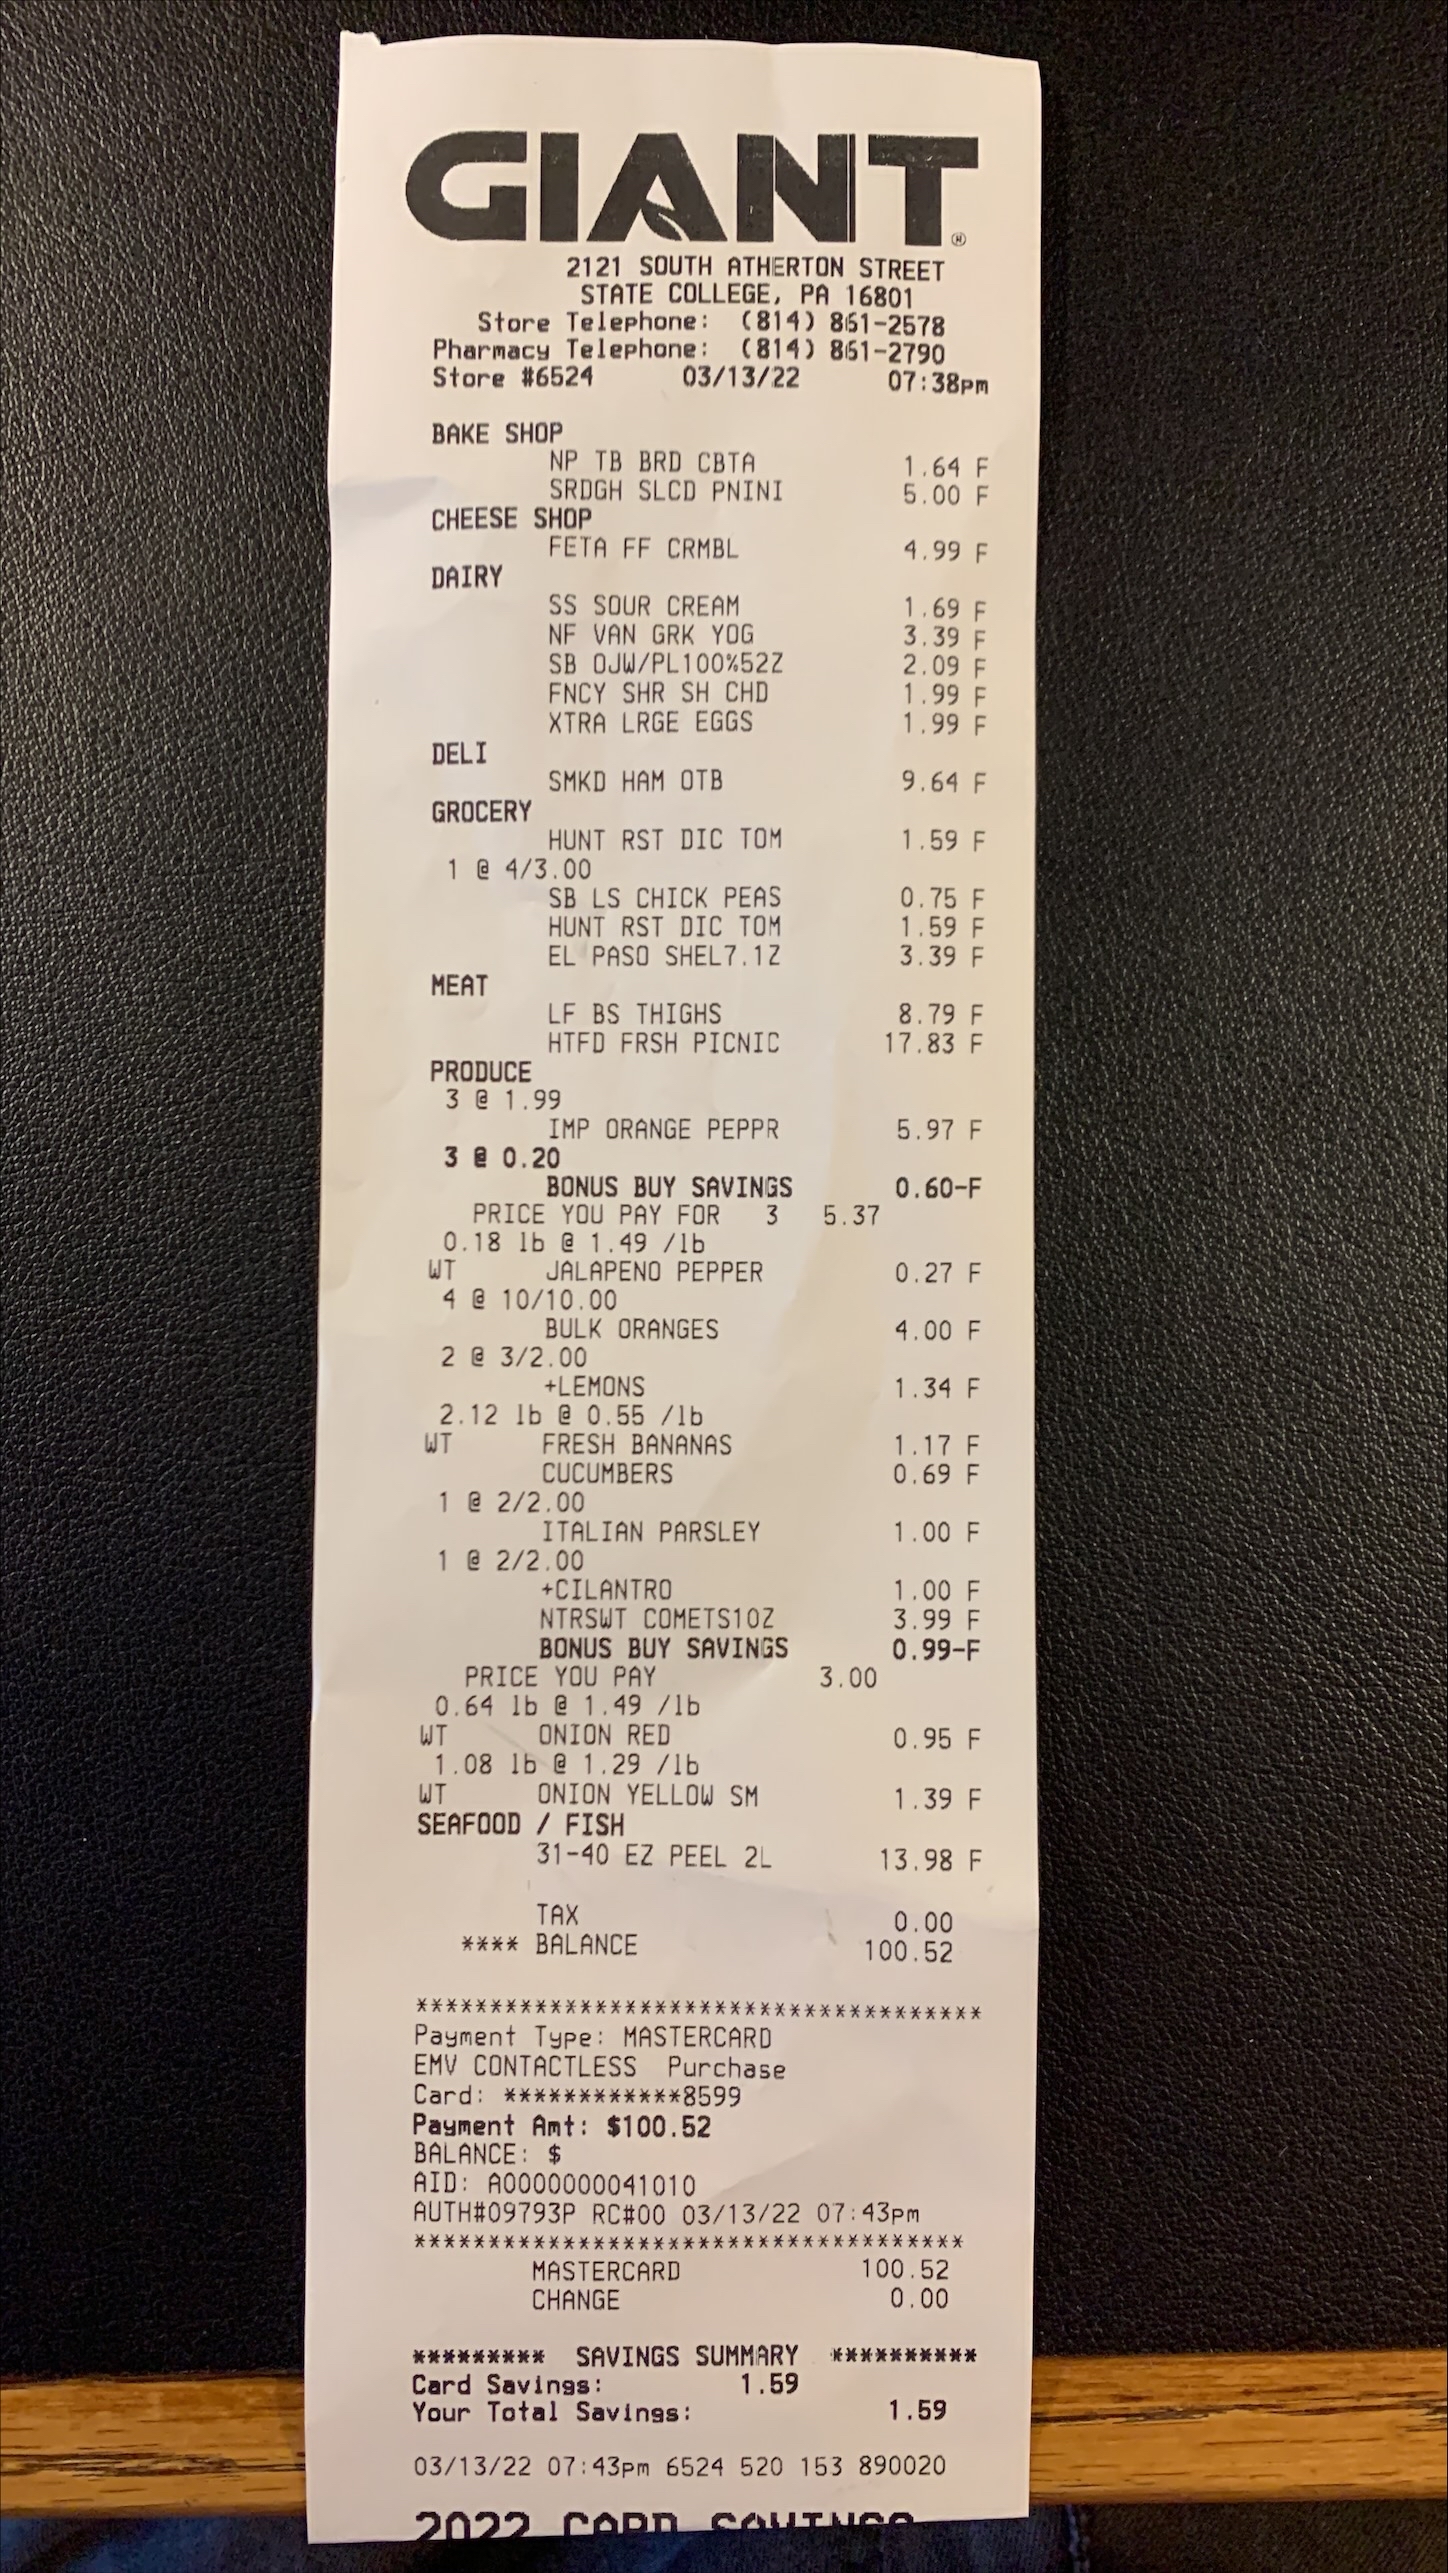 GIANT®
2121 SOUTH ATHERTON STREET
STATE COLLEGE, PA 16801
Store Telephone: (814) 861-2578
Pharmacy Telephone: (814) 861-2790
Store #6524 03/13/22 07:38pm
BAKE SHOP
NP TB BRD CBTA 1.64 F
SRDGH SLCD PNINI 5.00 F
CHEESE SHOP
FETA FF CRMBL 4.99 F
DAIRY
SS SOUR CREAM 1.69 F
NF VAN GRK YOG 3.39 F
SB OJW/PL100%52Z 2.09 F
FNCY SHR SH CHD 1.99 F
XTRA LRGE EGGS 1.99 F
DELI
SMKD HAM OTB 9.64 F
GROCERY
HUNT RST DIC TOM 1.59 F
1 @ 4/3.00
SB LS CHICK PEAS 0.75 F
HUNT RST DIC TOM 1.59 F
EL PASO SHEL7.1Z 3.39 F
MEAT
LF BS THIGHS 8.79 F
HTFD FRSH PICNIC 17.83 F
PRODUCE
3 @ 1.99
IMP ORANGE PEPPR 5.97 F
3 @ 0.20
BONUS BUY SAVINGS 0.60-F
PRICE YOU PAY FOR 3 5.37
0.18 lb @ 1.49 /lb
WT JALAPENO PEPPER 0.27 F
4 @ 10/10.00
BULK ORANGES 4.00 F
2 @ 3/2.00
+LEMONS 1.34 F
2.12 lb @ 0.55 /lb
WT FRESH BANANAS 1.17 F
CUCUMBERS 0.69 F
1 @ 2/2.00
ITALIAN PARSLEY 1.00 F
1 @ 2/2.00
+CILANTRO 1.00 F
NTRSWT COMETS10Z 3.99 F
BONUS BUY SAVINGS 0.99-F
PRICE YOU PAY 3.00
0.64 lb @ 1.49 /lb
WT ONION RED 0.95 F
1.08 lb @ 1.29 /lb
WT ONION YELLOW SM 1.39 F
SEAFOOD / FISH
31-40 EZ PEEL 2L 13.98 F
TAX 0.00
**** BALANCE 100.52
***************************************
Payment Type: MASTERCARD
EMV CONTACTLESS Purchase
Card: ************8599
Payment Amt: $100.52
BALANCE: $
AID: A0000000041010
AUTH#09793P RC#00 03/13/22 07:43pm
**************************************
MASTERCARD 100.52
CHANGE 0.00
********* SAVINGS SUMMARY **********
Card Savings: 1.59
Your Total Savings: 1.59
03/13/22 07:43pm 6524 520 153 890020
2022 CARD SAVINGS